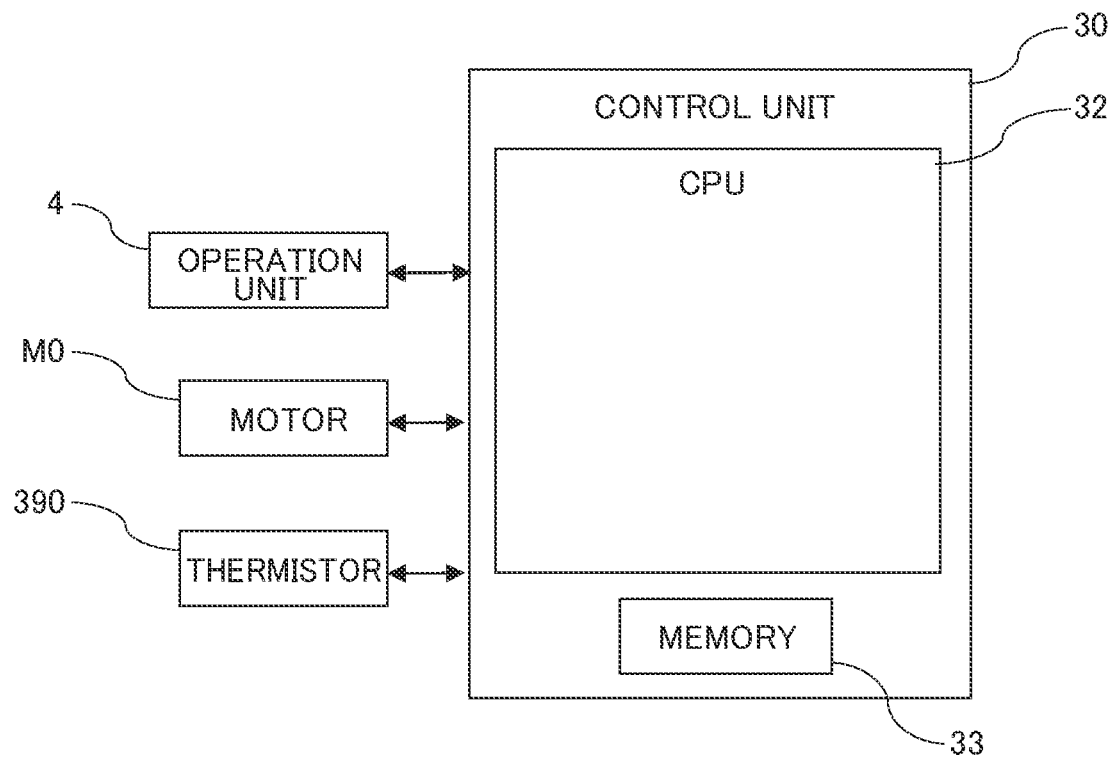 30
CONTROL UNIT
32
CPU
4
OPERATION
UNIT
M0
MOTOR
390
THERMISTOR
MEMORY
33